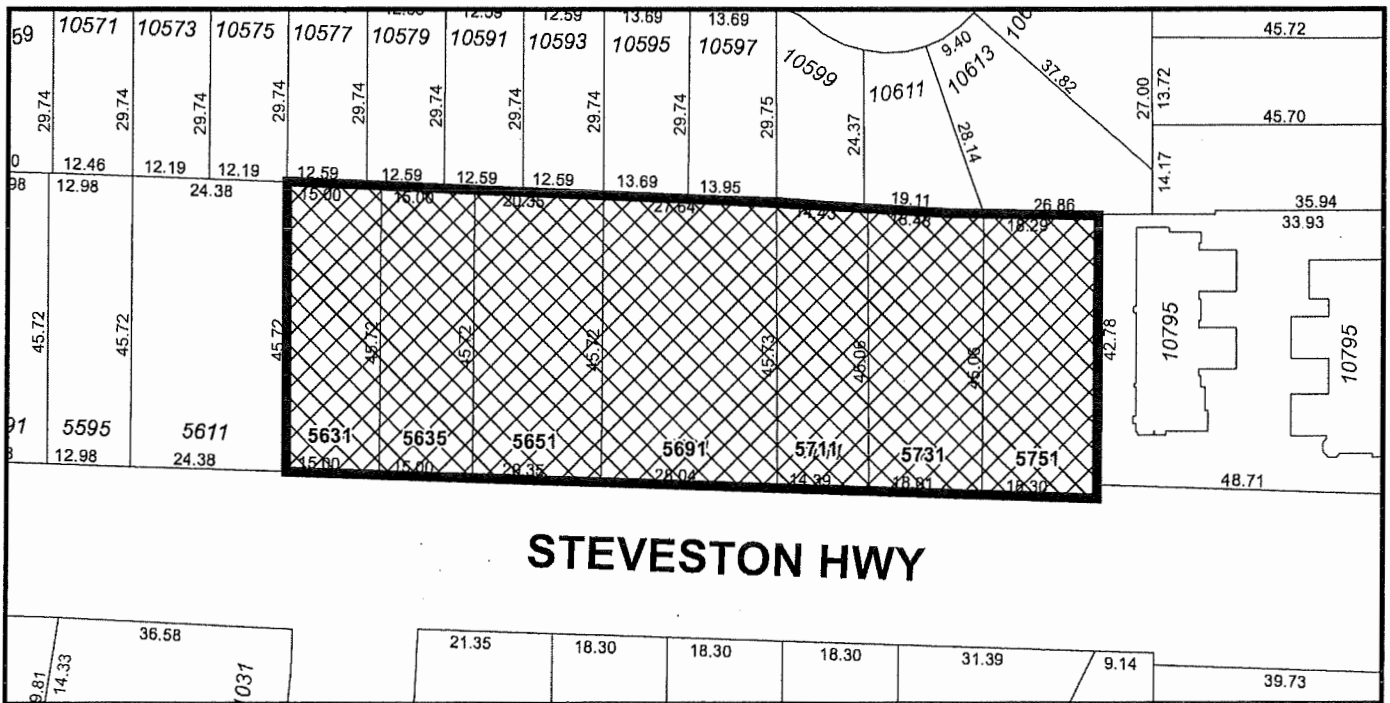 12.59 12.59 13.69 13.69
59 10571 10573 10575 10577 10579 10591 10593 10595 10597 10599 10611 9.40 10613 37.82 45.72
29.74 29.74 29.74 29.74 29.74 29.74 29.74 29.74 29.75 24.37 28.14 27.00 13.72 45.70
0 12.46 12.19 12.19 12.59 12.59 12.59 12.59 13.69 13.95 19.11 26.86 14.17 35.94
98 12.98 24.38 15.00 15.00 20.35 27.64 14.43 18.48 18.29 33.93
45.72 45.72 45.72 45.72 45.72 45.72 45.73 45.06 45.06 42.78 10795 10795
91 5595 5611 5631 5635 5651 5691 5711 5731 5751
12.98 24.38 15.00 15.00 20.35 28.04 14.39 18.30 48.71
STEVESTON HWY
36.58 21.35 18.30 18.30 18.30 31.39 9.14 39.73
9.81 14.33